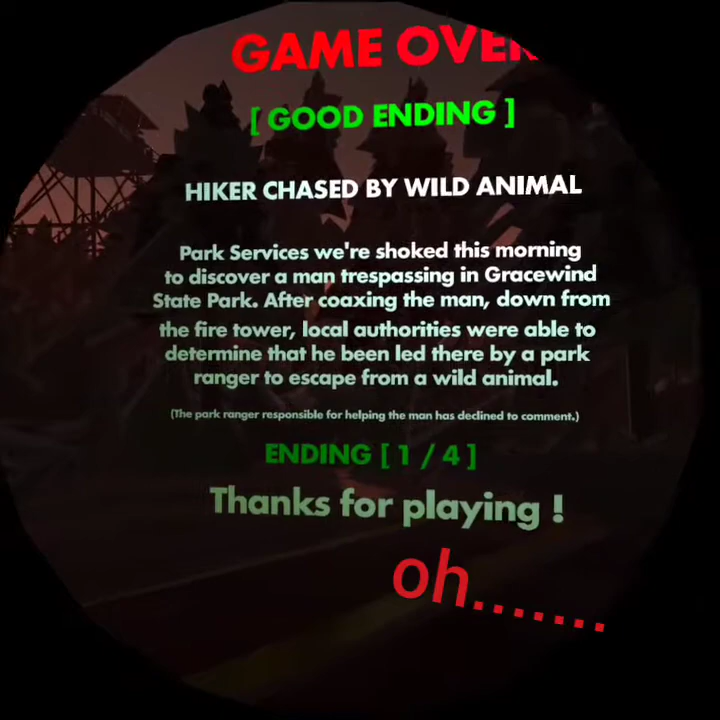 GAME OVER
[ GOOD ENDING ]
HIKER CHASED BY WILD ANIMAL
Park Services we're shoked this morning
to discover a man trespassing in Gracewind
State Park. After coaxing the man, down from
the fire tower, local authorities were able to
determine that he been led there by a park
ranger to escape from a wild animal.
(The park ranger responsible for helping the man has declined to comment.)
ENDING [ 1 / 4 ]
Thanks for playing !
oh.......